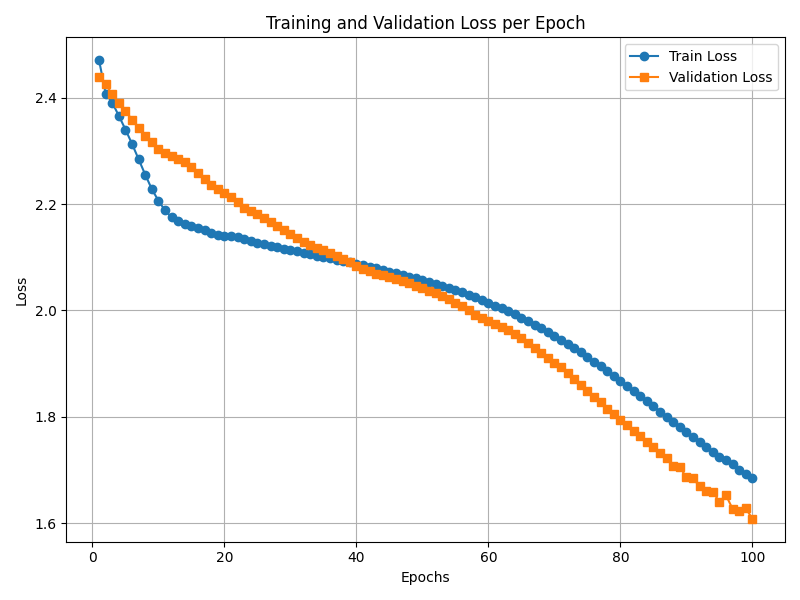 Training and Validation Loss per Epoch
Train Loss
Validation Loss
Loss
2.4
2.2
2.0
1.8
1.6
0 20 40 60 80 100
Epochs